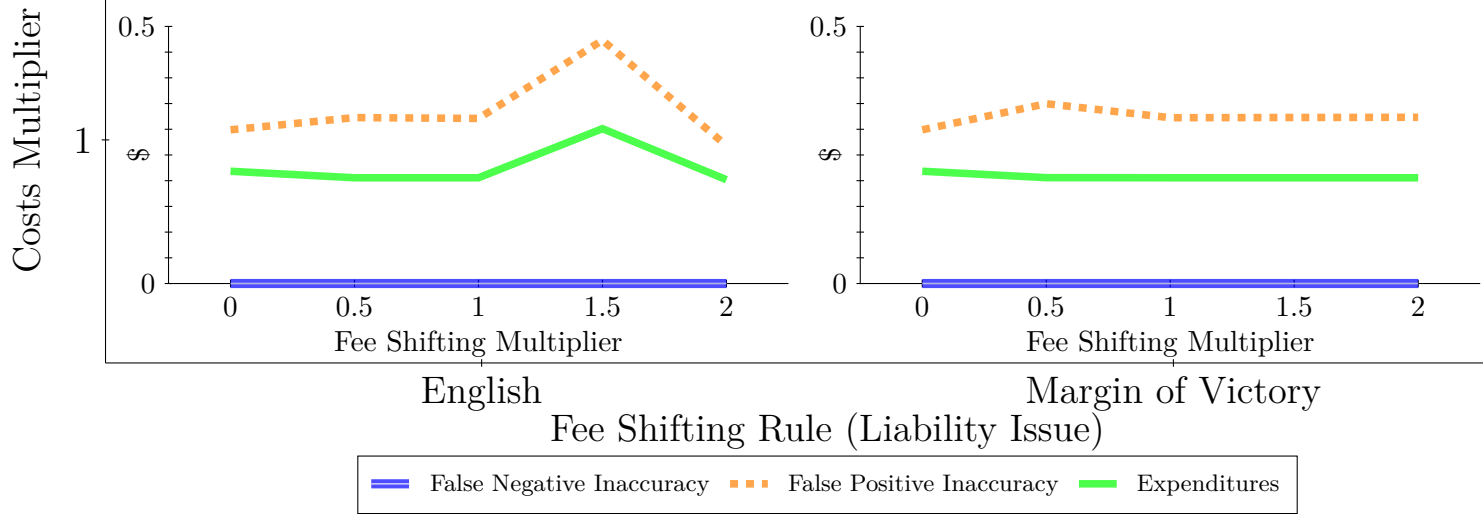 Costs Multiplier
1
0.5
$
0
0 0.5 1 1.5 2
Fee Shifting Multiplier
0.5
$
0
0 0.5 1 1.5 2
Fee Shifting Multiplier
English Margin of Victory
Fee Shifting Rule (Liability Issue)
False Negative Inaccuracy False Positive Inaccuracy Expenditures